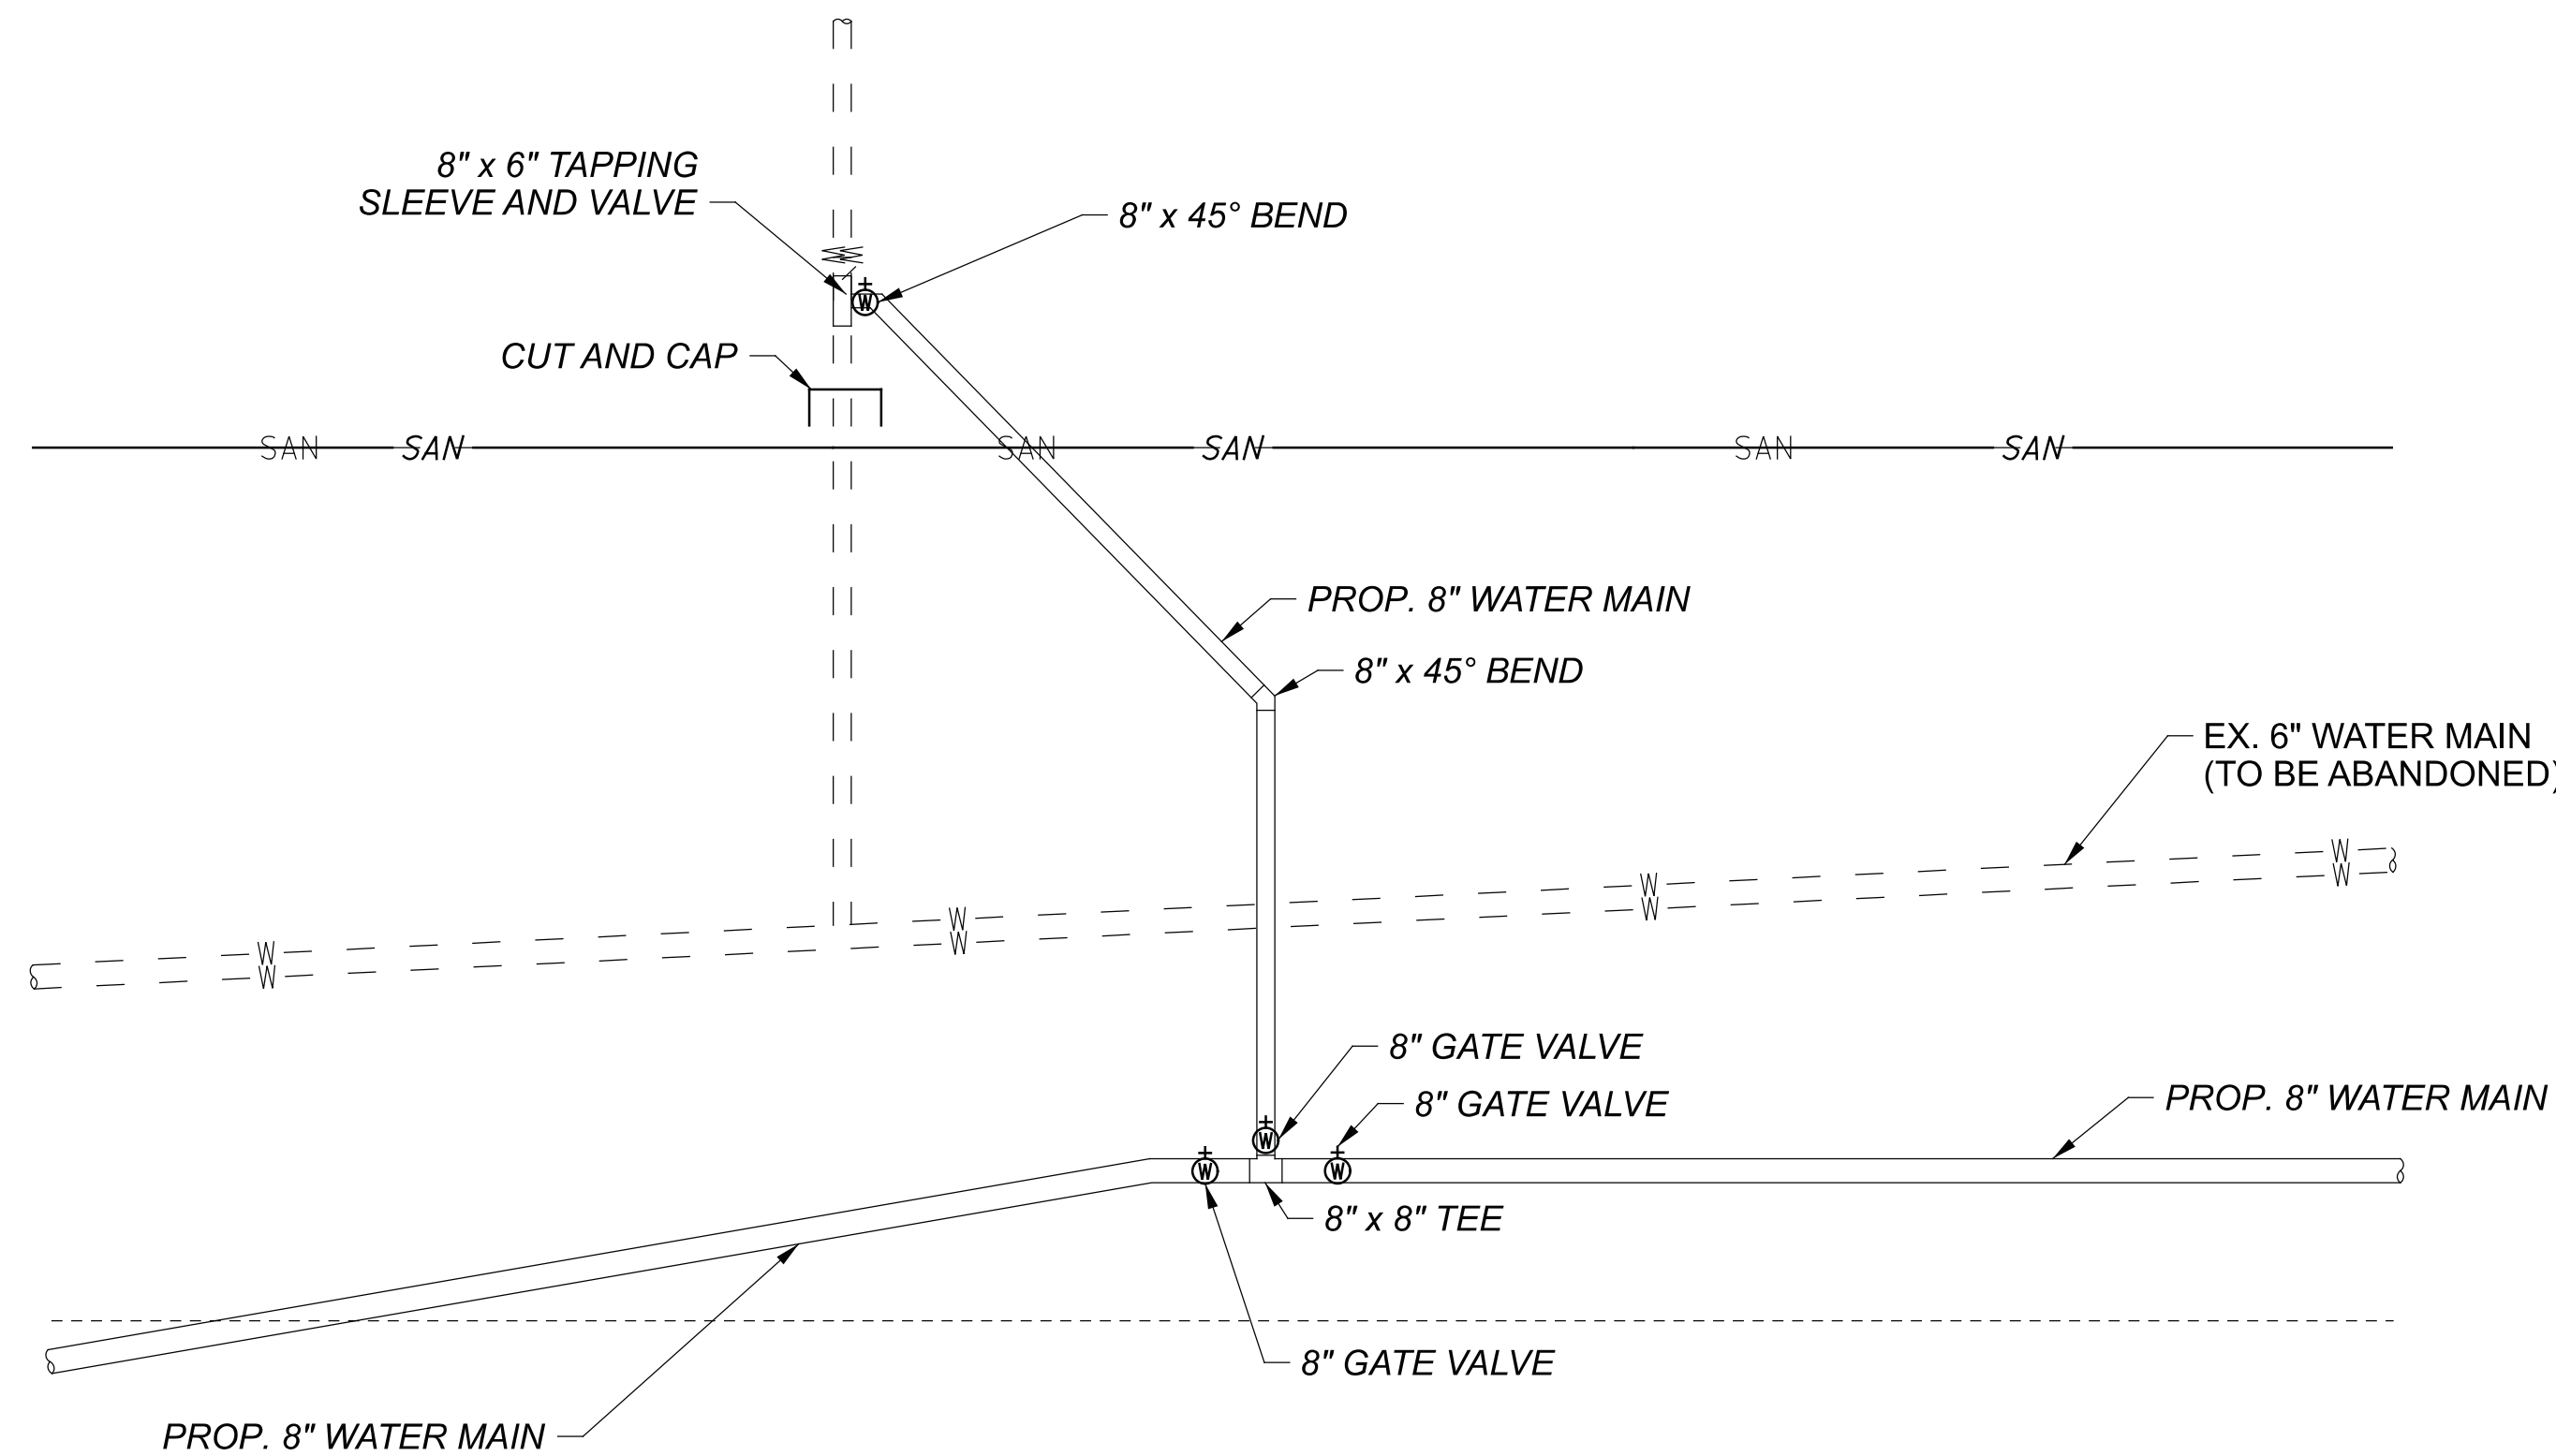 8" x 6" TAPPING
SLEEVE AND VALVE
8" x 45° BEND
W
CUT AND CAP
SAN SAN SAN SAN SAN SAN
PROP. 8" WATER MAIN
8" x 45° BEND
EX. 6" WATER MAIN
(TO BE ABANDONED)
W W W W
W W W W
8" GATE VALVE
8" GATE VALVE
PROP. 8" WATER MAIN
W
W W
8" x 8" TEE
8" GATE VALVE
PROP. 8" WATER MAIN